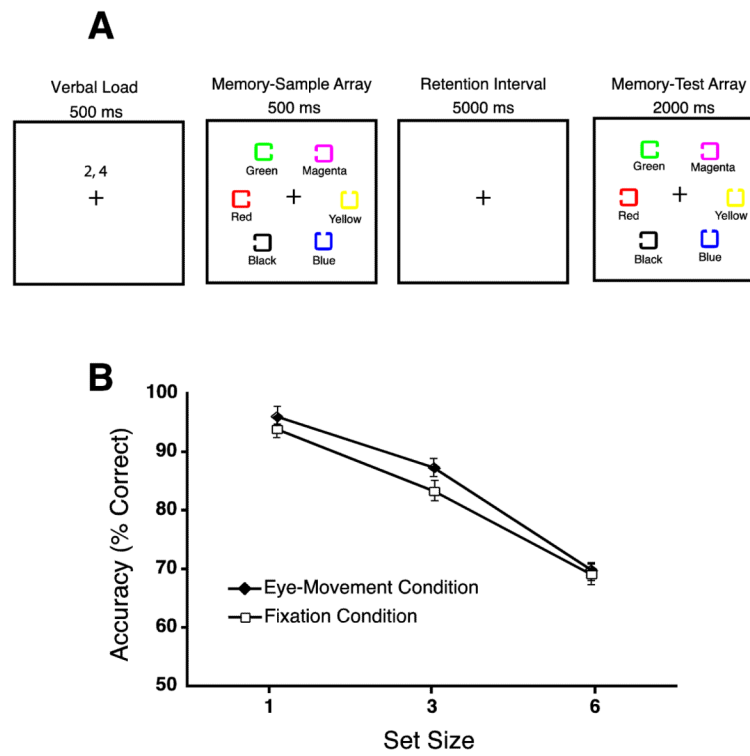 A
Verbal Load
500 ms
Memory-Sample Array
500 ms
Retention Interval
5000 ms
Memory-Test Array
2000 ms
2, 4
Green
Magenta
Red
Yellow
Black
Blue
Green
Magenta
Red
Yellow
Black
Blue
B
Accuracy (% Correct)
100
90
80
70
60
50
Eye-Movement Condition
Fixation Condition
1
3
6
Set Size